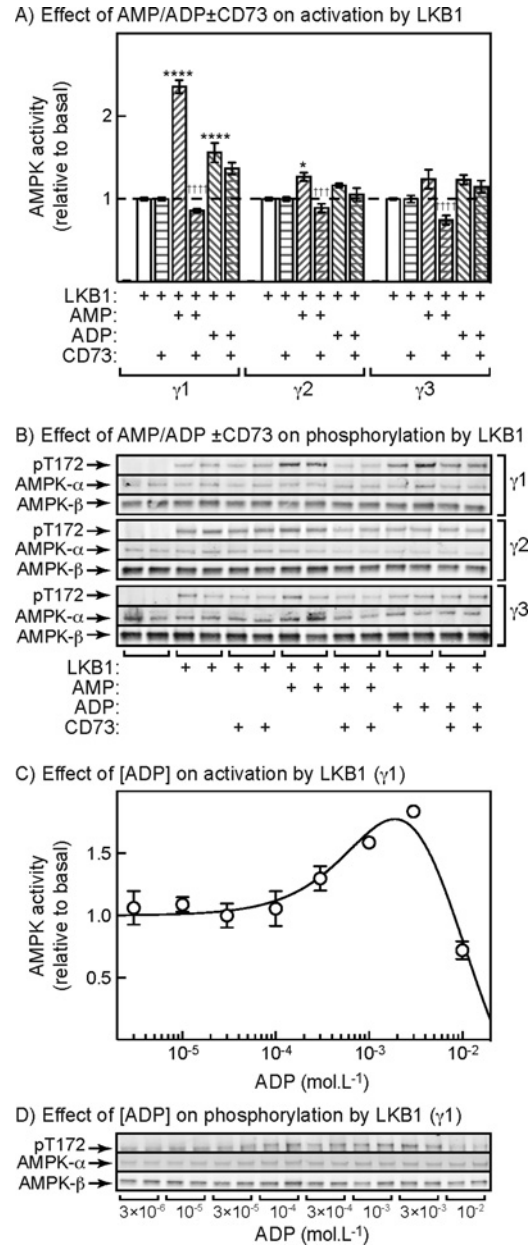 A) Effect of AMP/ADP±CD73 on activation by LKB1
AMPK activity
(relative to basal)
2
1
**** †††† **** * ††† †††
LKB1: + + + + + + + + + + + + + + + + + +
AMP: + + + + + +
ADP: + + + + + +
CD73: + + + + + + + + +
γ1 γ2 γ3
B) Effect of AMP/ADP ±CD73 on phosphorylation by LKB1
pT172
AMPK-α
AMPK-β
γ1
pT172
AMPK-α
AMPK-β
γ2
pT172
AMPK-α
AMPK-β
γ3
LKB1: + + + + + + + + + + + +
AMP: + + + +
ADP: + + + +
CD73: + + + + + +
C) Effect of [ADP] on activation by LKB1 (γ1)
AMPK activity
(relative to basal)
1.5
1.0
0.5
10-5 10-4 10-3 10-2
ADP (mol.L-1)
D) Effect of [ADP] on phosphorylation by LKB1 (γ1)
pT172
AMPK-α
AMPK-β
3×10-6 10-5 3×10-5 10-4 3×10-4 10-3 3×10-3 10-2
ADP (mol.L-1)